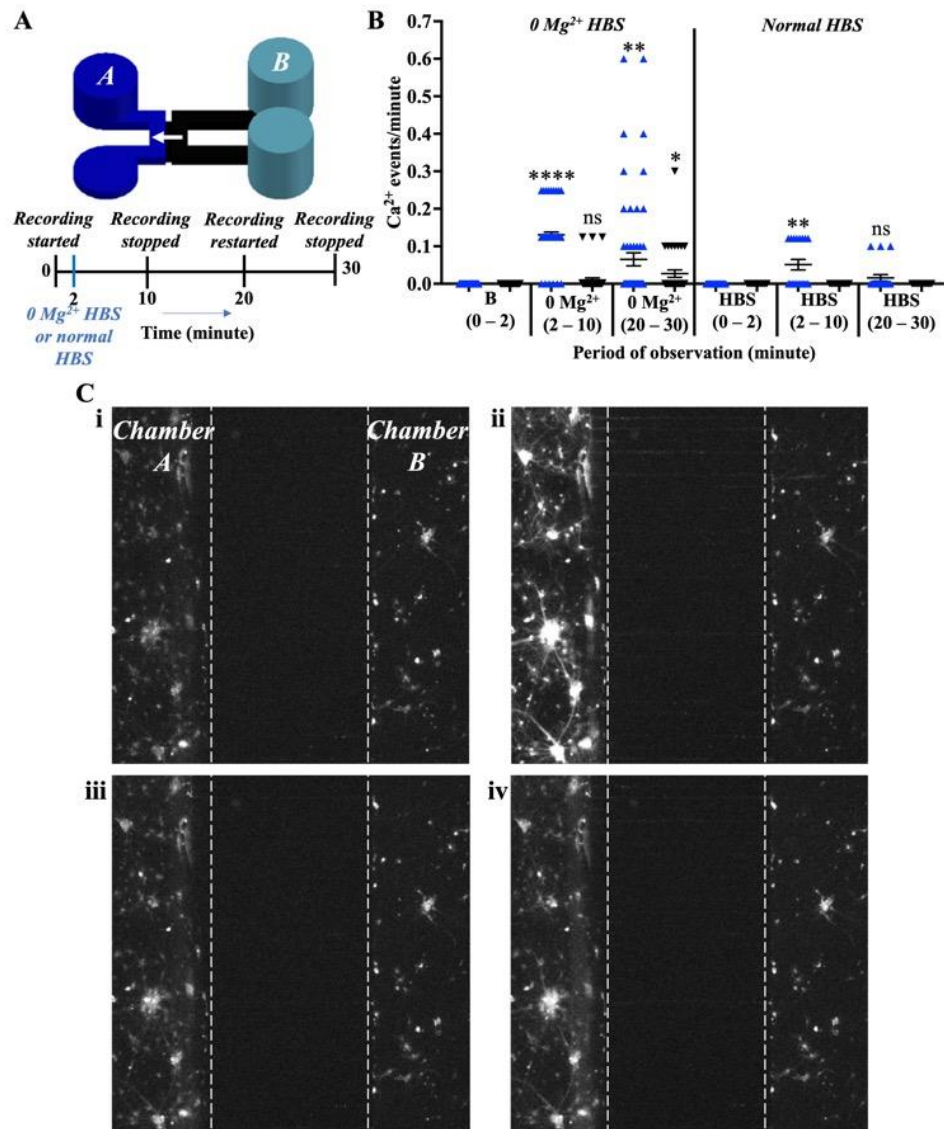 A
A
B
Recording started
Recording stopped
Recording restarted
Recording stopped
0
2
10
20
30
0 Mg²⁺ HBS
or normal
HBS
Time (minute)
B
0 Mg²⁺ HBS
Normal HBS
Ca²⁺ events/minute
0.7
0.6
0.5
0.4
0.3
0.2
0.1
0.0
****
ns
**
*
**
ns
B
(0 – 2)
0 Mg²⁺
(2 – 10)
0 Mg²⁺
(20 – 30)
HBS
(0 – 2)
HBS
(2 – 10)
HBS
(20 – 30)
Period of observation (minute)
C
i
Chamber
A
Chamber
B
ii
iii
iv